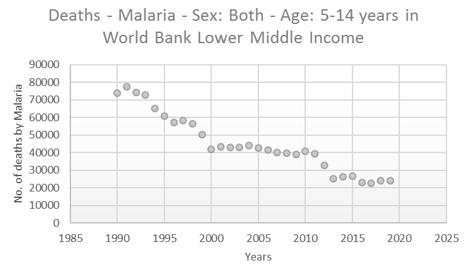 Deaths - Malaria - Sex: Both - Age: 5-14 years in
World Bank Lower Middle Income
No. of deaths by Malaria
90000
80000
70000
60000
50000
40000
30000
20000
10000
0
1985 1990 1995 2000 2005 2010 2015 2020 2025
Years